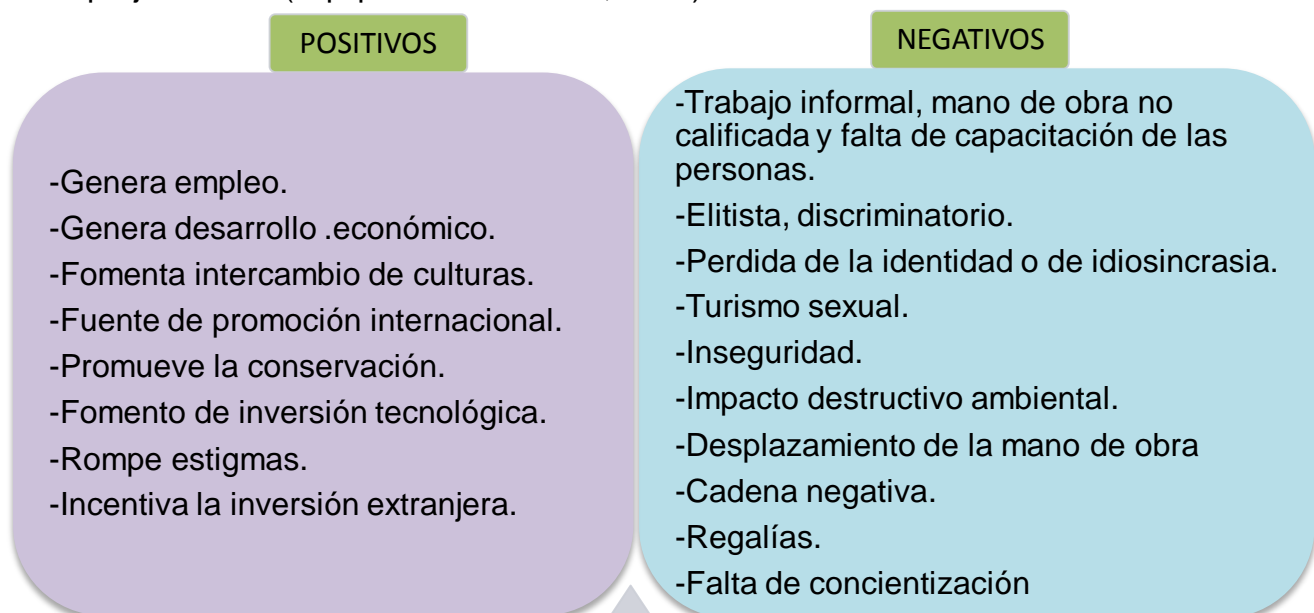 POSITIVOS
-Genera empleo.
-Genera desarrollo .económico.
-Fomenta intercambio de culturas.
-Fuente de promoción internacional.
-Promueve la conservación.
-Fomento de inversión tecnológica.
-Rompe estigmas.
-Incentiva la inversión extranjera.
NEGATIVOS
-Trabajo informal, mano de obra no
calificada y falta de capacitación de las
personas.
-Elitista, discriminatorio.
-Perdida de la identidad o de idiosincrasia.
-Turismo sexual.
-Inseguridad.
-Impacto destructivo ambiental.
-Desplazamiento de la mano de obra
-Cadena negativa.
-Regalías.
-Falta de concientización